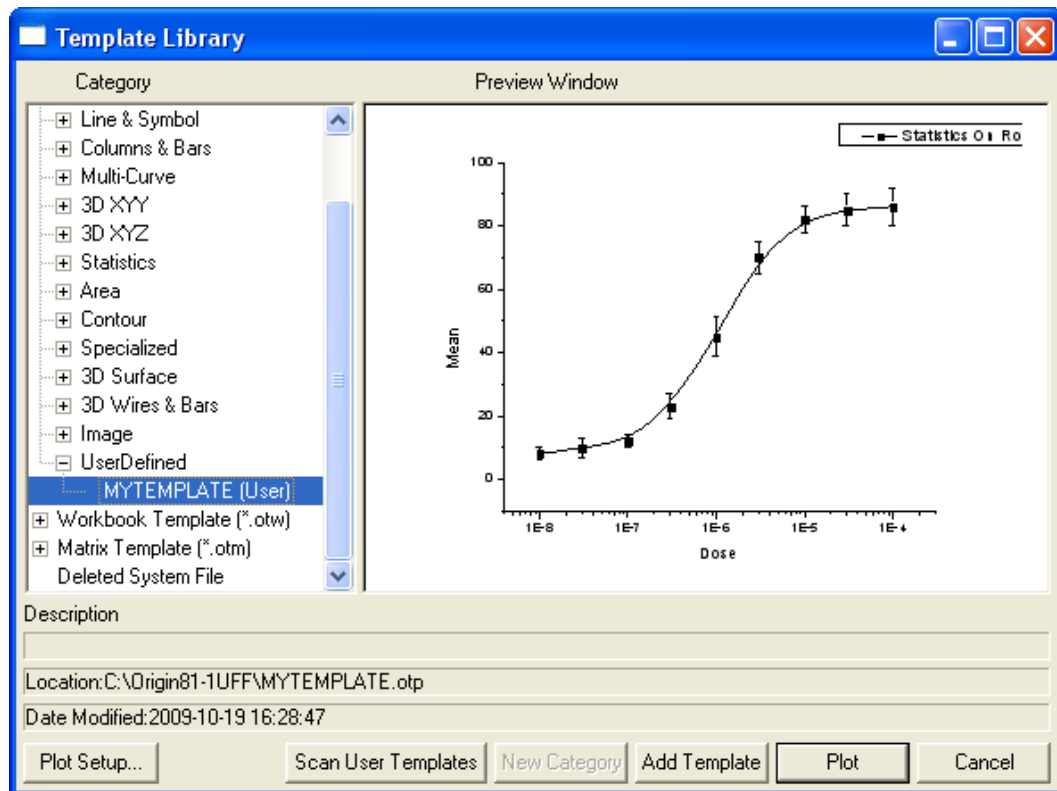 Template Library
Category
Preview Window
Line & Symbol
Columns & Bars
Multi-Curve
3D XYY
3D XYZ
Statistics
Area
Contour
Specialized
3D Surface
3D Wires & Bars
Image
UserDefined
MYTEMPLATE (User)
Workbook Template (*.otw)
Matrix Template (*.otm)
Deleted System File
Statistics On Ro
100
80
60
40
20
0
Mean
1E-8 1E-7 1E-6 1E-5 1E-4
Dose
Description
Location:C:\Origin81-1UFF\MYTEMPLATE.otp
Date Modified:2009-10-19 16:28:47
Plot Setup... Scan User Templates New Category Add Template Plot Cancel